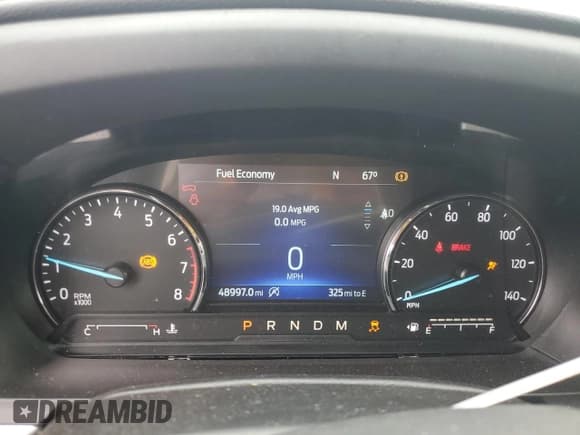 Fuel Economy N 67°
19.0 Avg MPG
0.0 MPG
0
MPH
48997.0 mi 325 mi to E
0 1 2 3 4 5 6 7 8
RPM
x1000
ABS
0 20 40 60 80 100 120 140
BRAKE
MPH
C H
P R N D M
E F
DREAMBID